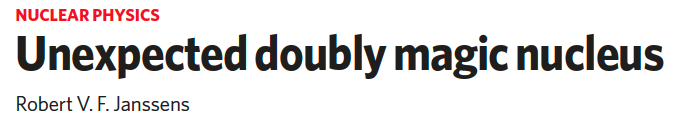 NUCLEAR PHYSICS
Unexpected doubly magic nucleus
Robert V. F. Janssens